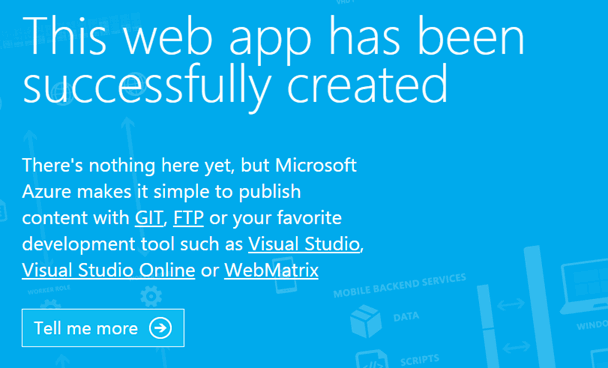 This web app has been
successfully created
There's nothing here yet, but Microsoft
Azure makes it simple to publish
content with GIT, FTP or your favorite
development tool such as Visual Studio,
Visual Studio Online or WebMatrix
Tell me more
MOBILE BACKEND SERVICES
DATA
SCRIPTS